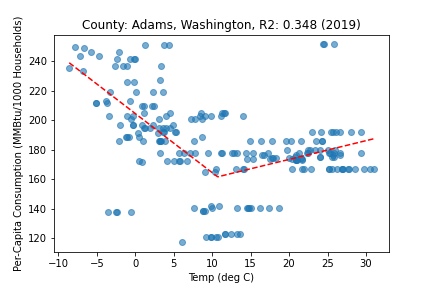 County: Adams, Washington, R2: 0.348 (2019)
Per-Capita Consumption (MMBtu/1000 Households)
240
220
200
180
160
140
120
−10 −5 0 5 10 15 20 25 30
Temp (deg C)